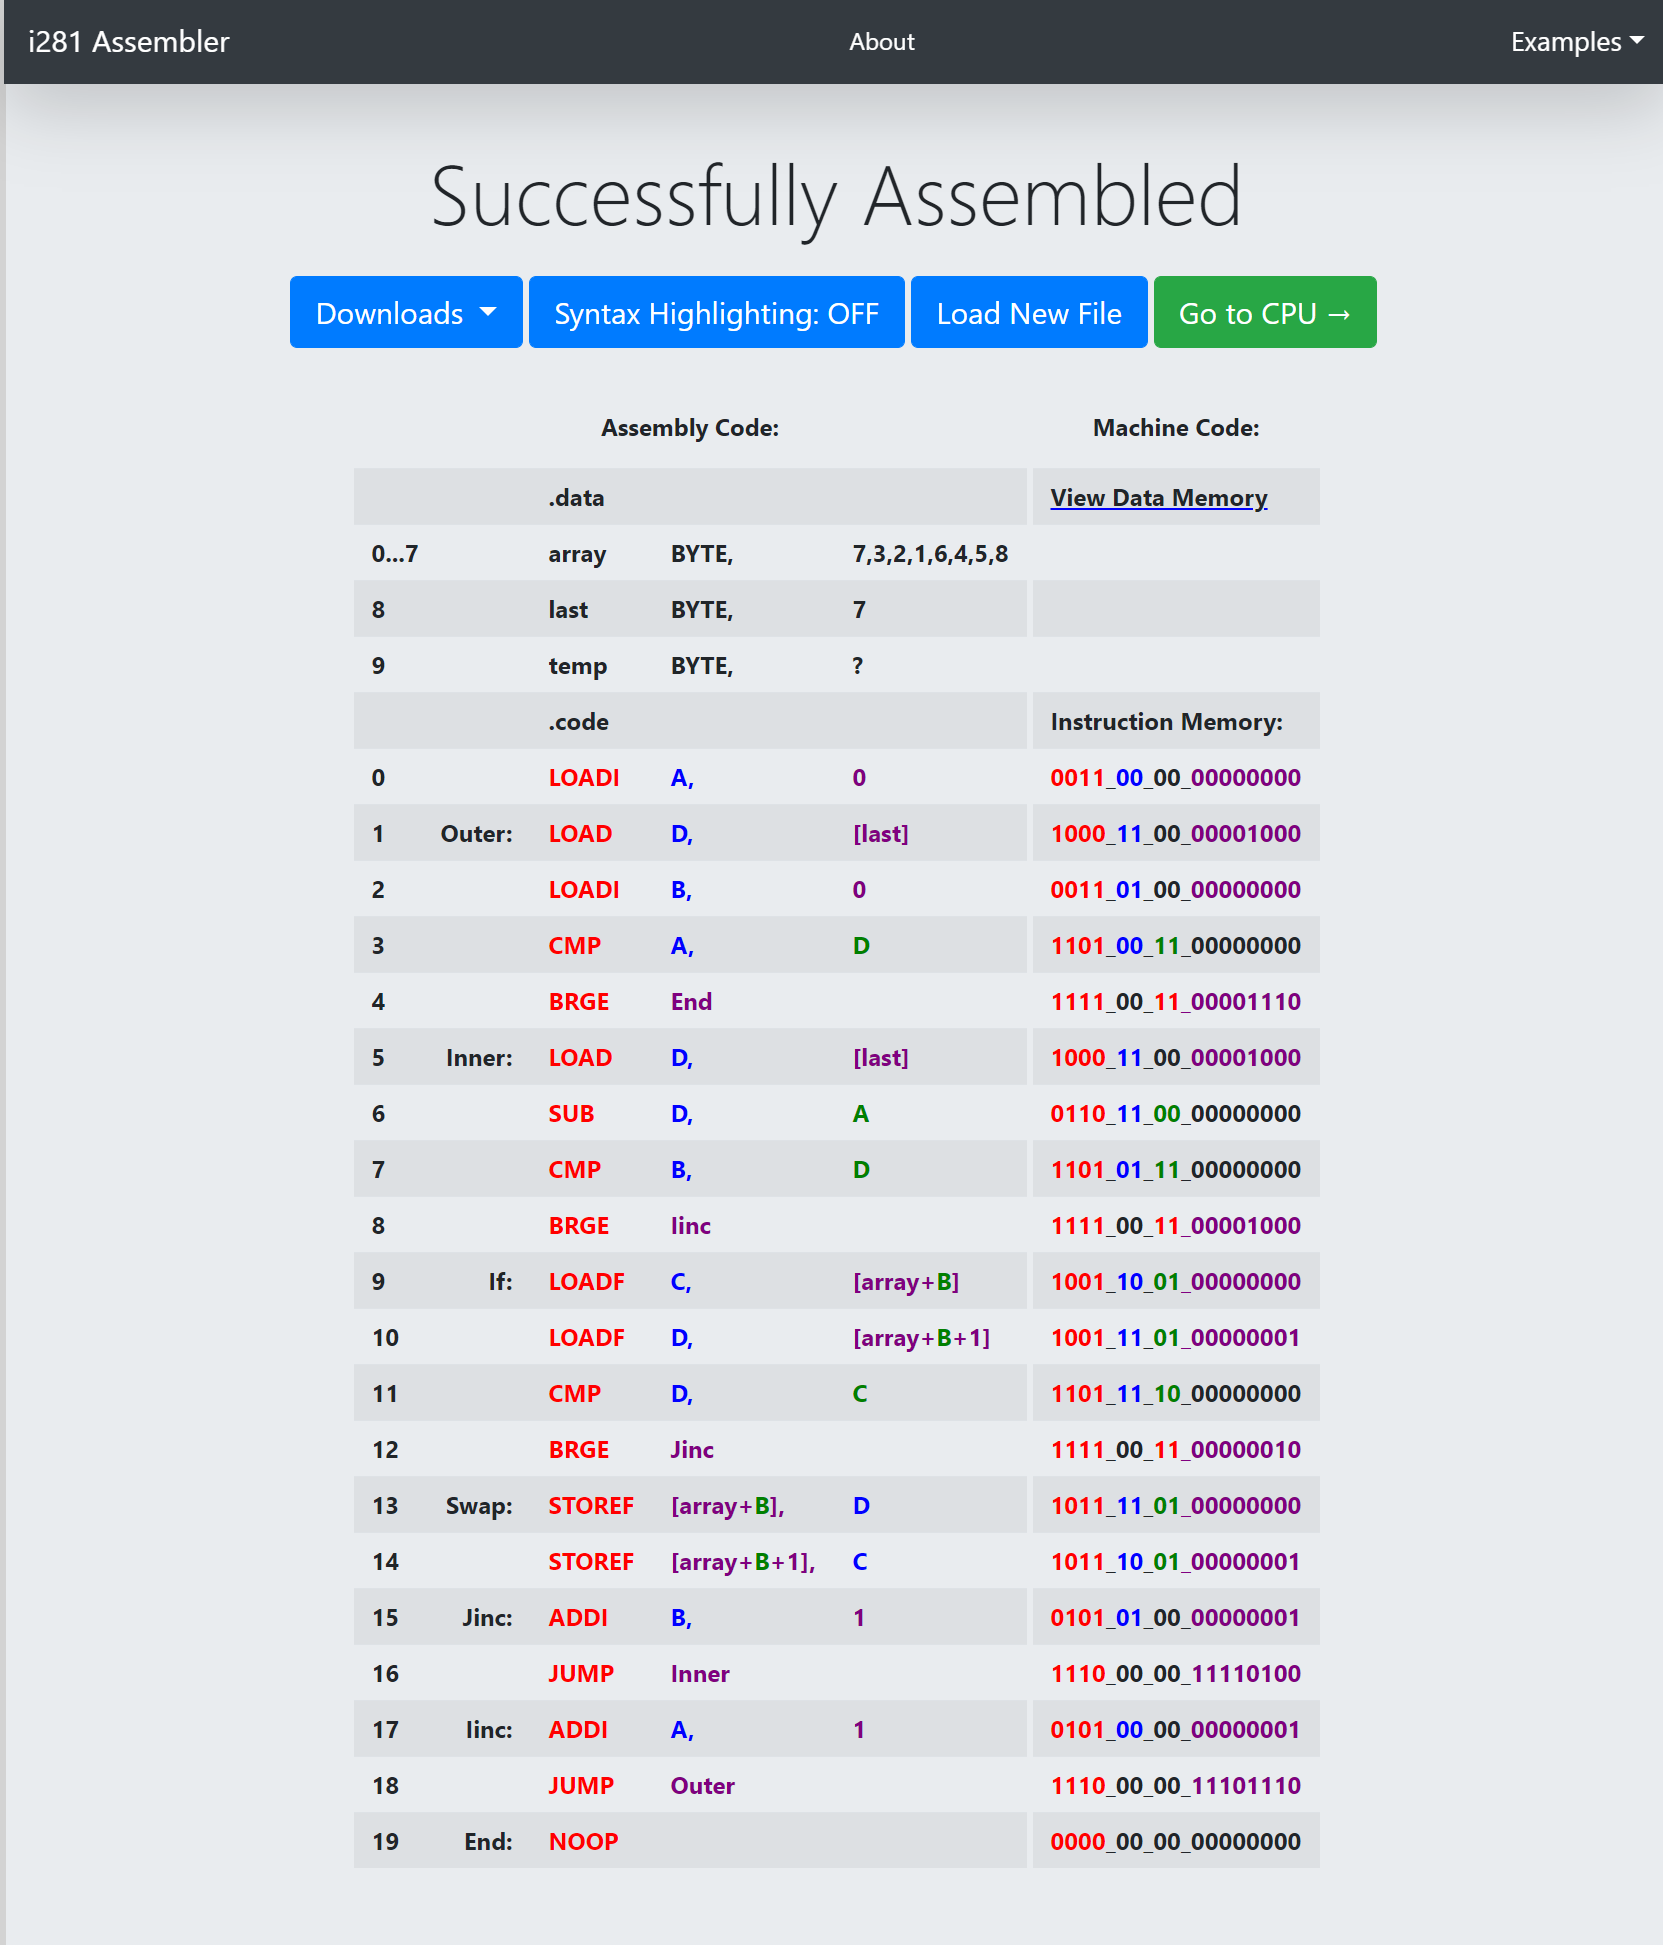 i281 Assembler About Examples
Successfully Assembled
Downloads Syntax Highlighting: OFF Load New File Go to CPU →
Assembly Code: Machine Code:
.data View Data Memory
0...7 array BYTE, 7,3,2,1,6,4,5,8
8 last BYTE, 7
9 temp BYTE, ?
.code Instruction Memory:
0 LOADI A, 0 0011_00_00_00000000
1 Outer: LOAD D, [last] 1000_11_00_00001000
2 LOADI B, 0 0011_01_00_00000000
3 CMP A, D 1101_00_11_00000000
4 BRGE End 1111_00_11_00001110
5 Inner: LOAD D, [last] 1000_11_00_00001000
6 SUB D, A 0110_11_00_00000000
7 CMP B, D 1101_01_11_00000000
8 BRGE Iinc 1111_00_11_00001000
9 If: LOADF C, [array+B] 1001_10_01_00000000
10 LOADF D, [array+B+1] 1001_11_01_00000001
11 CMP D, C 1101_11_10_00000000
12 BRGE Jinc 1111_00_11_00000010
13 Swap: STOREF [array+B], D 1011_11_01_00000000
14 STOREF [array+B+1], C 1011_10_01_00000001
15 Jinc: ADDI B, 1 0101_01_00_00000001
16 JUMP Inner 1110_00_00_11110100
17 Iinc: ADDI A, 1 0101_00_00_00000001
18 JUMP Outer 1110_00_00_11101110
19 End: NOOP 0000_00_00_00000000